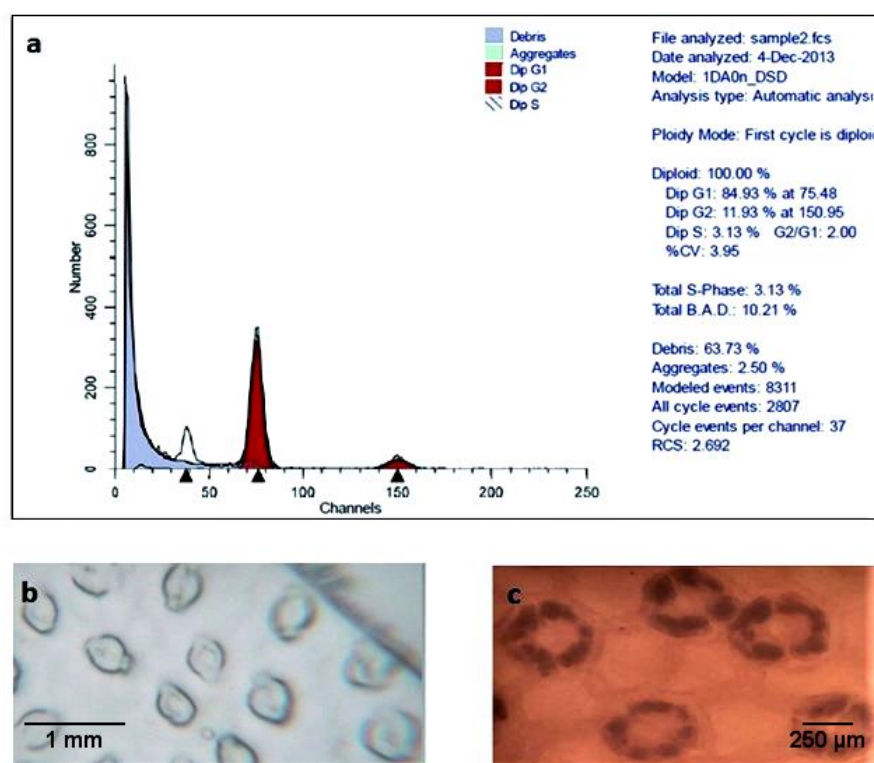 a
Debris
Aggregates
Dip G1
Dip G2
Dip S
File analyzed: sample2.fcs
Date analyzed: 4-Dec-2013
Model: 1DA0n_DSD
Analysis type: Automatic analysi
Ploidy Mode: First cycle is diploi
Diploid: 100.00 %
Dip G1: 84.93 % at 75.48
Dip G2: 11.93 % at 150.95
Dip S: 3.13 % G2/G1: 2.00
%CV: 3.95
Total S-Phase: 3.13 %
Total B.A.D.: 10.21 %
Debris: 63.73 %
Aggregates: 2.50 %
Modeled events: 8311
All cycle events: 2807
Cycle events per channel: 37
RCS: 2.692
Number
800
600
400
200
0
0 50 100 150 200 250
Channels
b
1 mm
c
250 µm